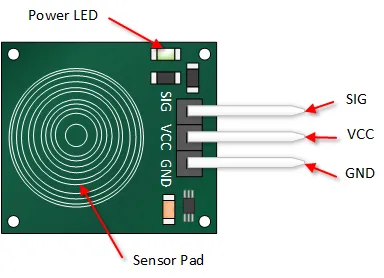 Power LED
SIG
VCC
GND
SIG
VCC
GND
Sensor Pad